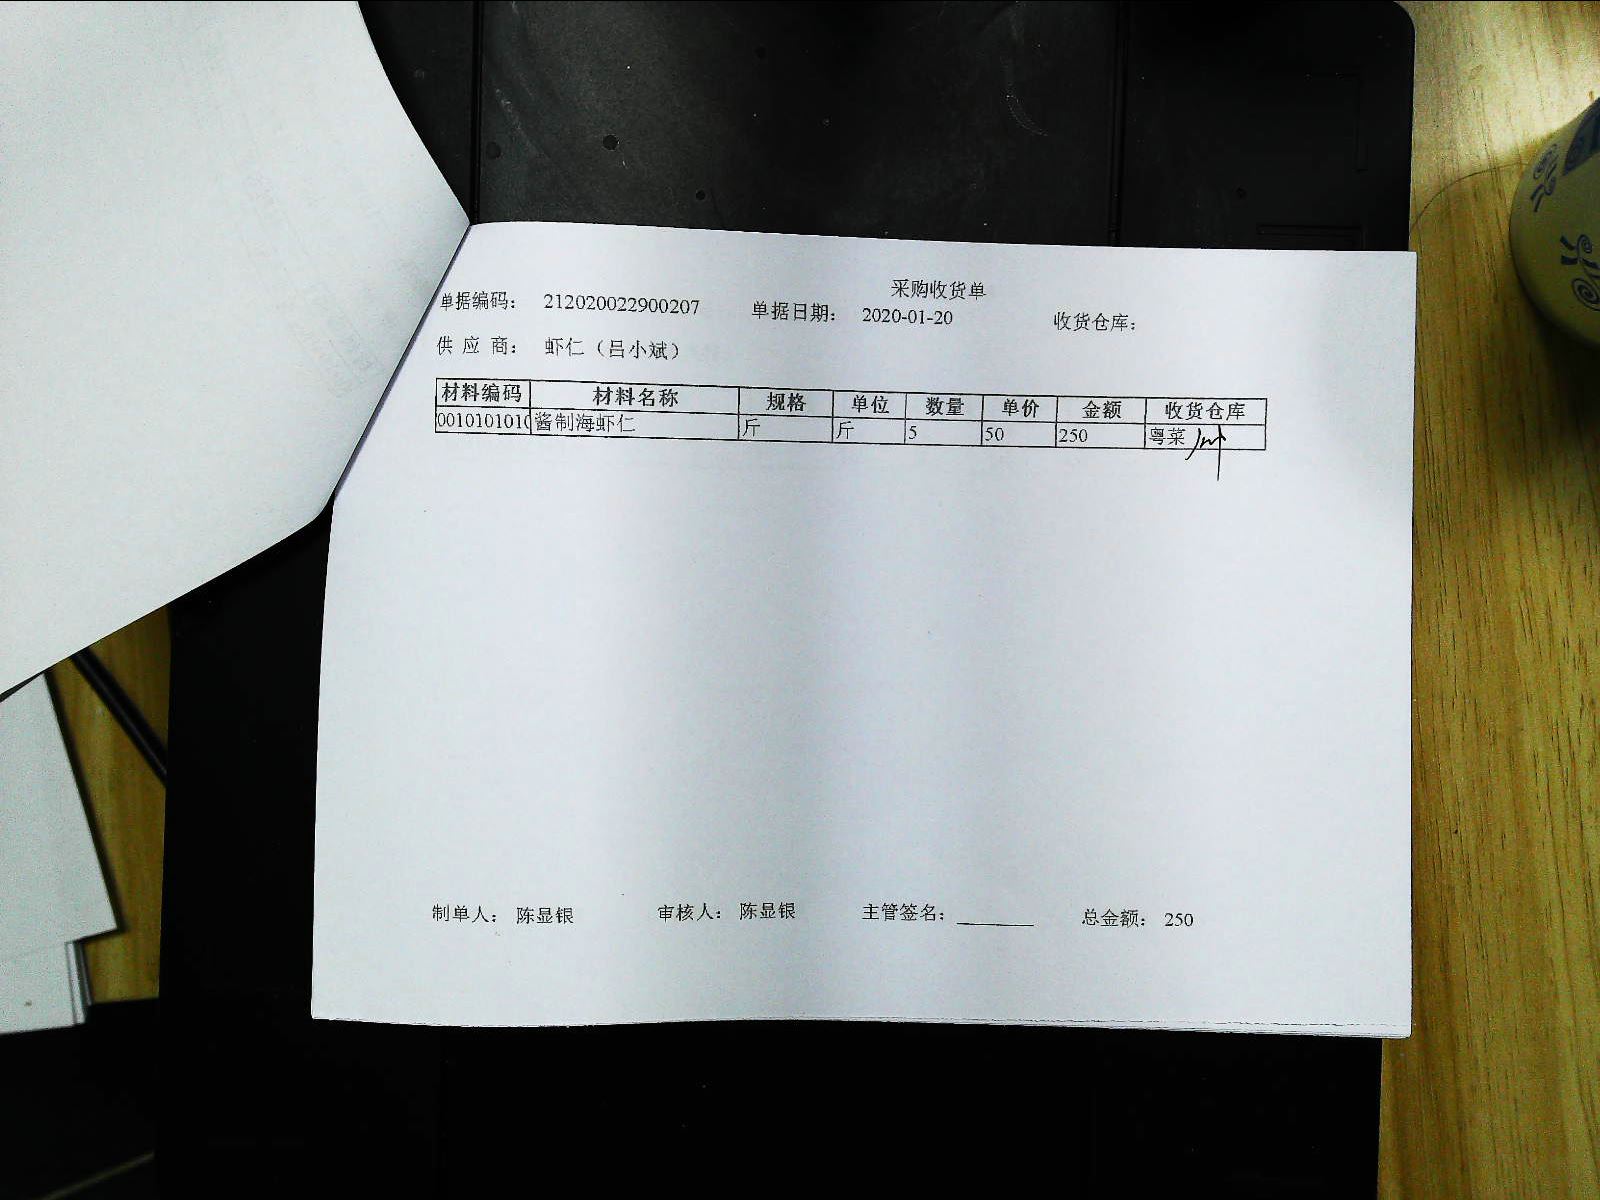 采购收货单
单据编码： 212020022900207 单据日期： 2020-01-20 收货仓库：
供 应 商： 虾仁（吕小斌）
材料编码 材料名称 规格 单位 数量 单价 金额 收货仓库
0010101010 酱制海虾仁 斤 斤 5 50 250 粤菜
制单人： 陈显银 审核人： 陈显银 主管签名： 总金额： 250